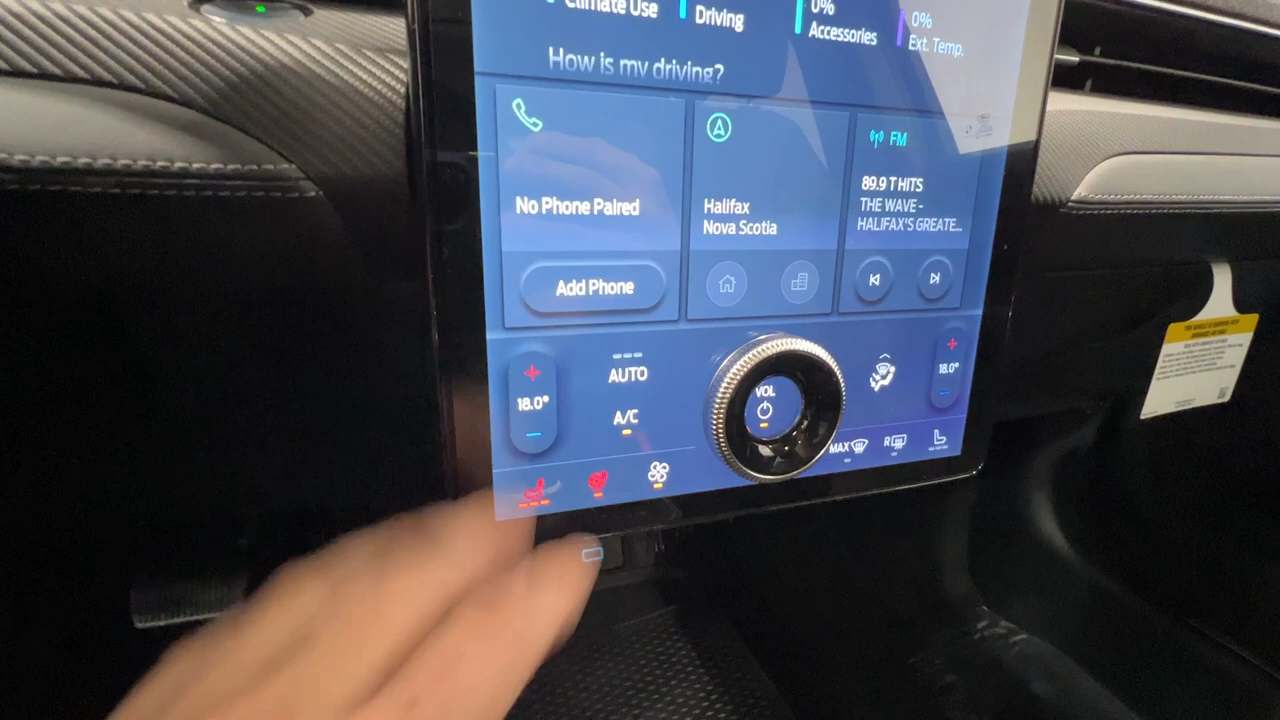 Climate Use
Driving
0%
Accessories
0%
Ext. Temp.
How is my driving?
No Phone Paired
Add Phone
Halifax
Nova Scotia
FM
89.9 THITS
THE WAVE -
HALIFAX'S GREATE...
18.0°
AUTO
A/C
VOL
18.0°
MAX
R